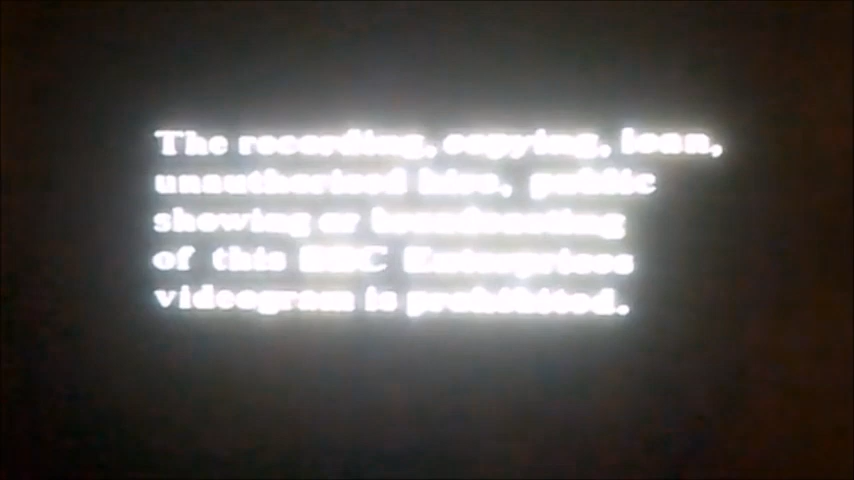 The recording, copying, loan,
unauthorised hire, public
showing or broadcasting
of this BBC Enterprises
videogram is prohibited.